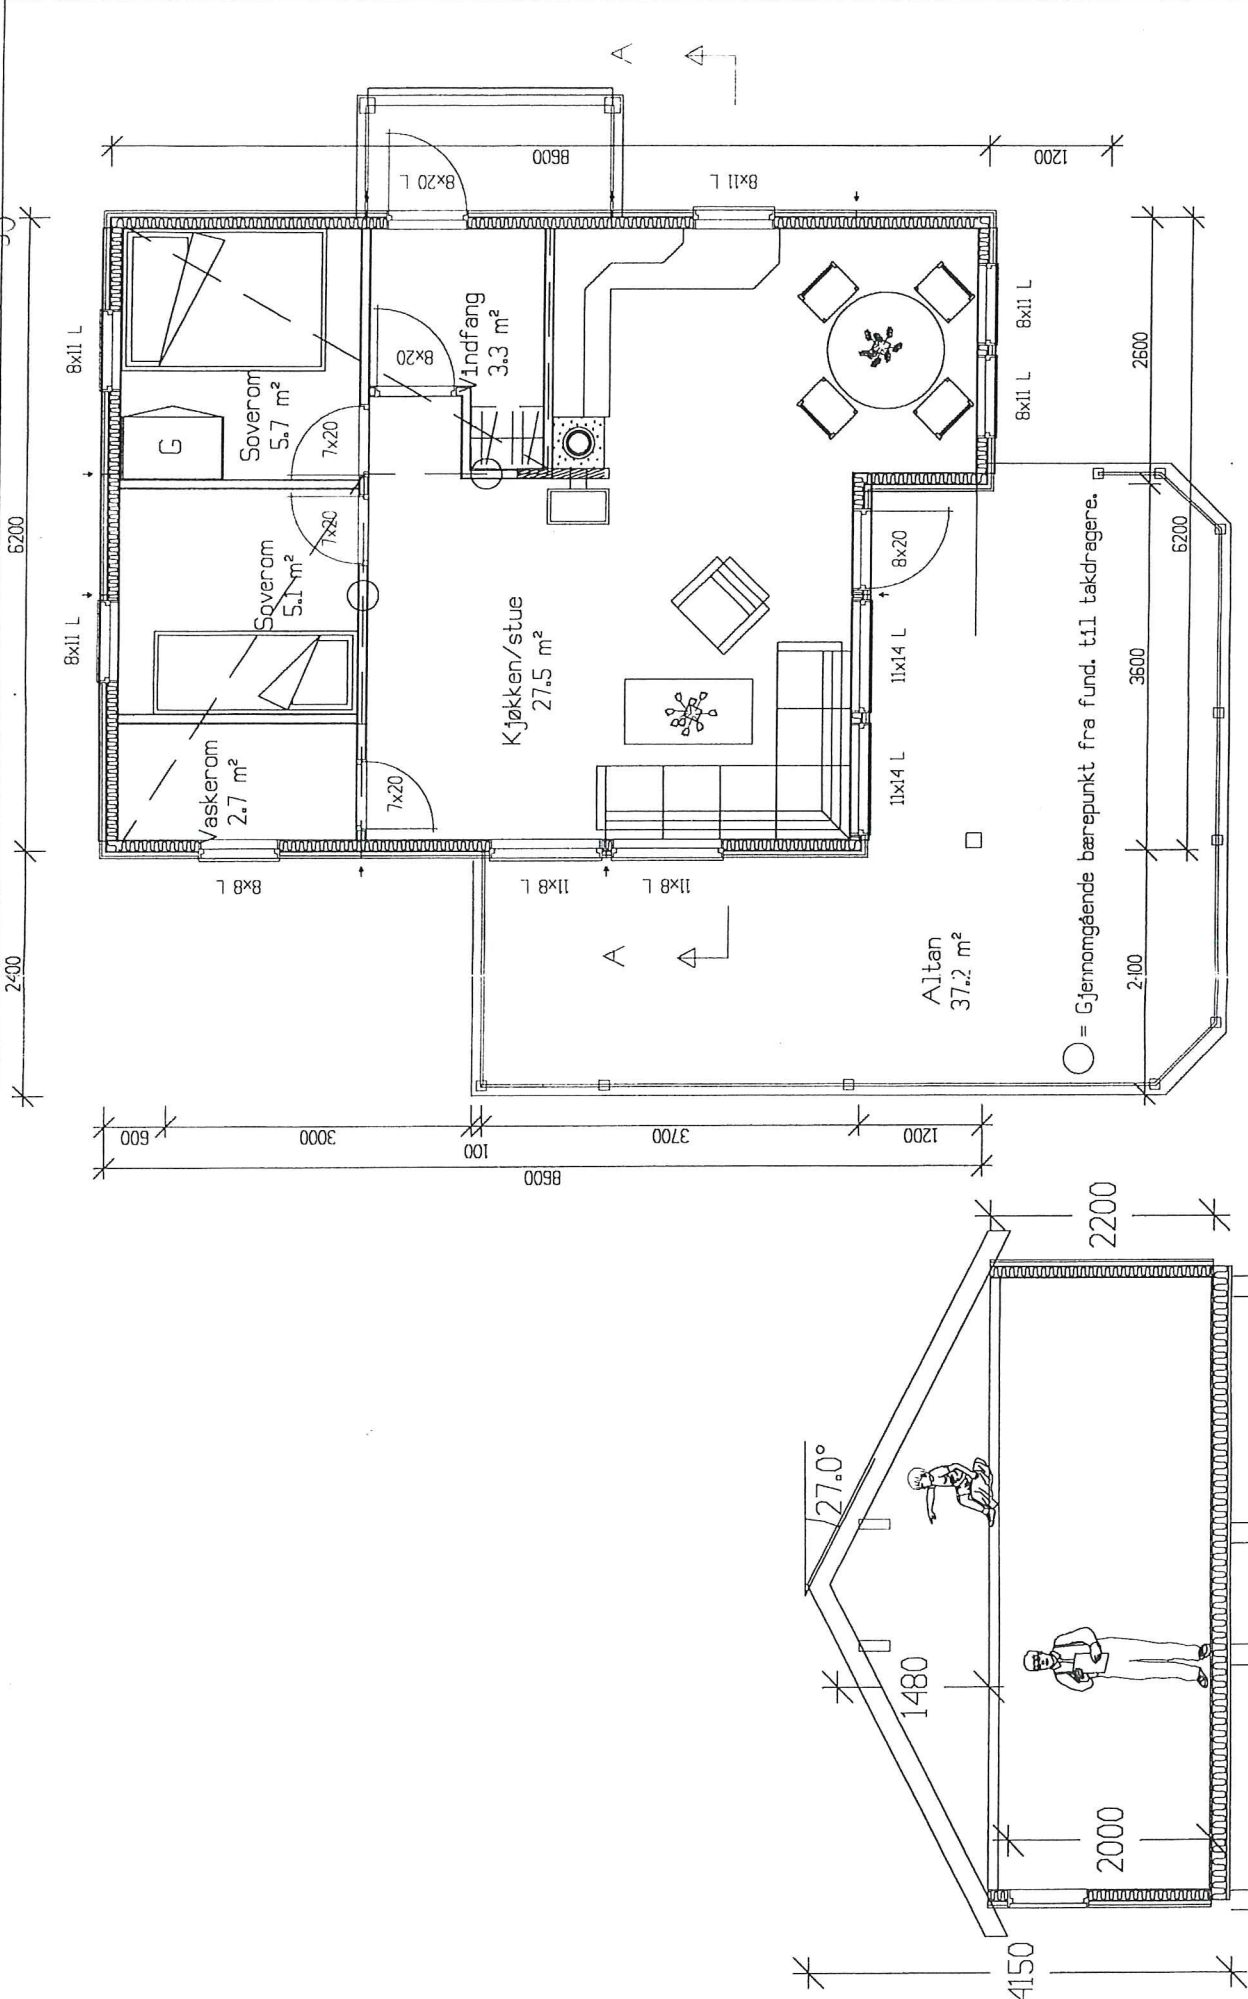 6200
2400
8600
1200
A
8x20 L
8x11 L
8x11 L
8x11 L
Soverom
5.7 m²
G
7x20
7x20
Soverom
5.1 m²
Vaskerom
2.7 m²
7x20
8x20
Vindfang
3.3 m²
Kjøkken/stue
27.5 m²
8x11 L
8x11 L
8x20
11x14 L
11x14 L
8x8 L
11x8 L
11x8 L
A
Altan
37.2 m²
○= Gjennomgående bærepunkt fra fund. til takdragere.
2600
3600
2400
6200
600
3000
100
3700
1200
8600
27.0°
1480
2200
2000
4150